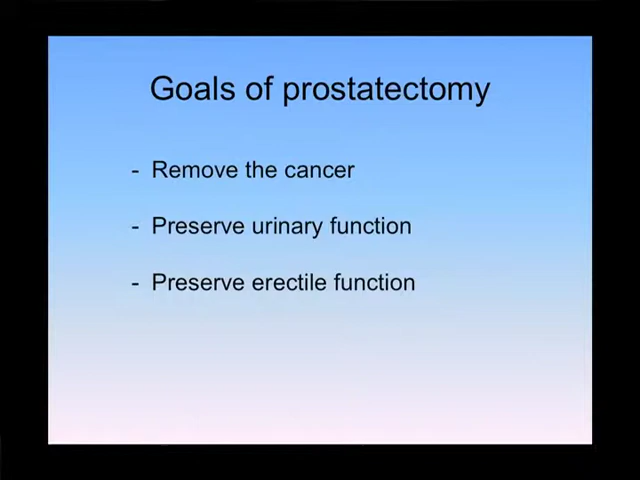 Goals of prostatectomy
- Remove the cancer
- Preserve urinary function
- Preserve erectile function